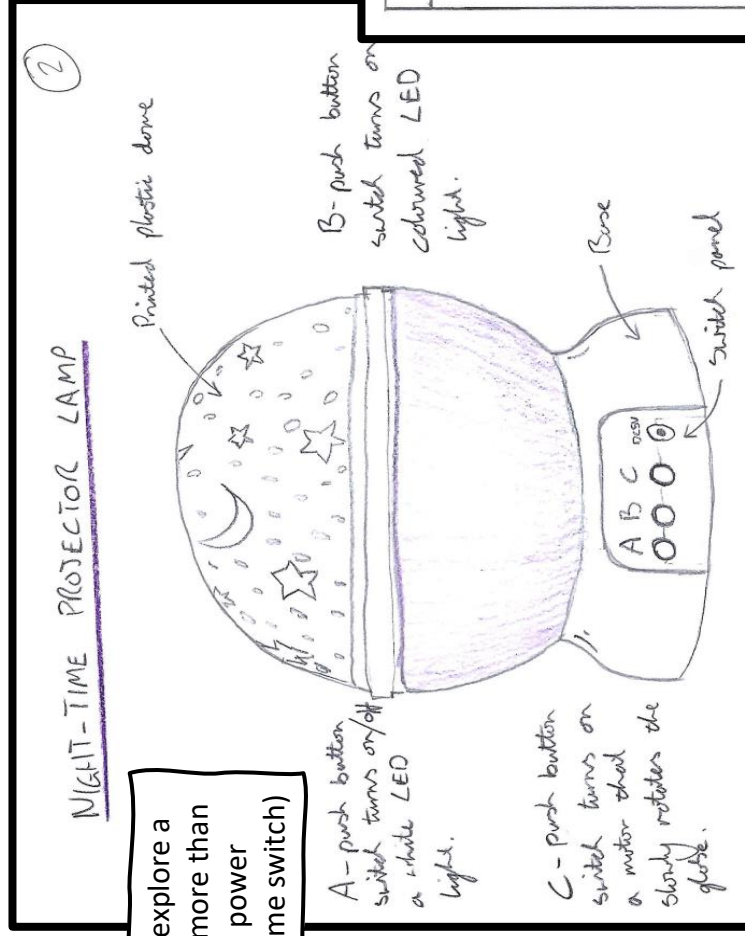 2
NIGHT-TIME PROJECTOR LAMP
Printed plastic dome
explore a
more than
power
me switch)
A - push button
switch turns on/off
a white LED
light.
B - push button
switch turns on
coloured LED
light.
C - push button
switch turns on
a motor that
slowly rotates the
globe.
A B C DC5V
Base
Switch panel